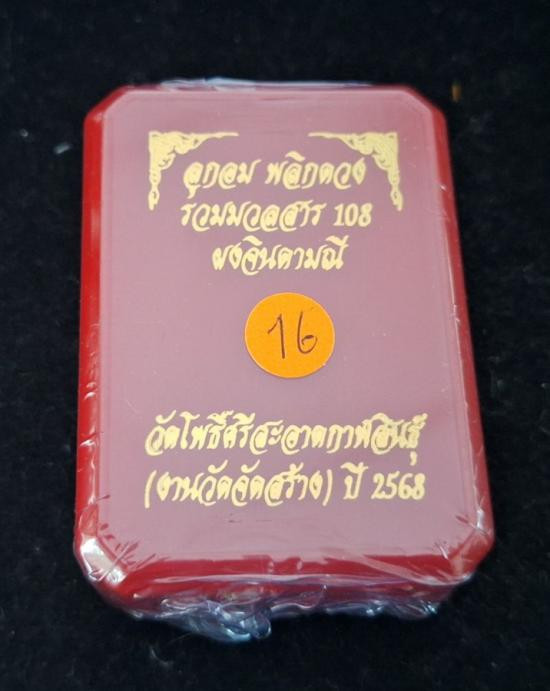 ลูกอม พลิกดวง
รวมมวลสาร 108
ผงจินดามณี
16
วัดโพธิ์ศรีสะอาดกาฬสินธุ์
(งานวัดจัดสร้าง) ปี 2568